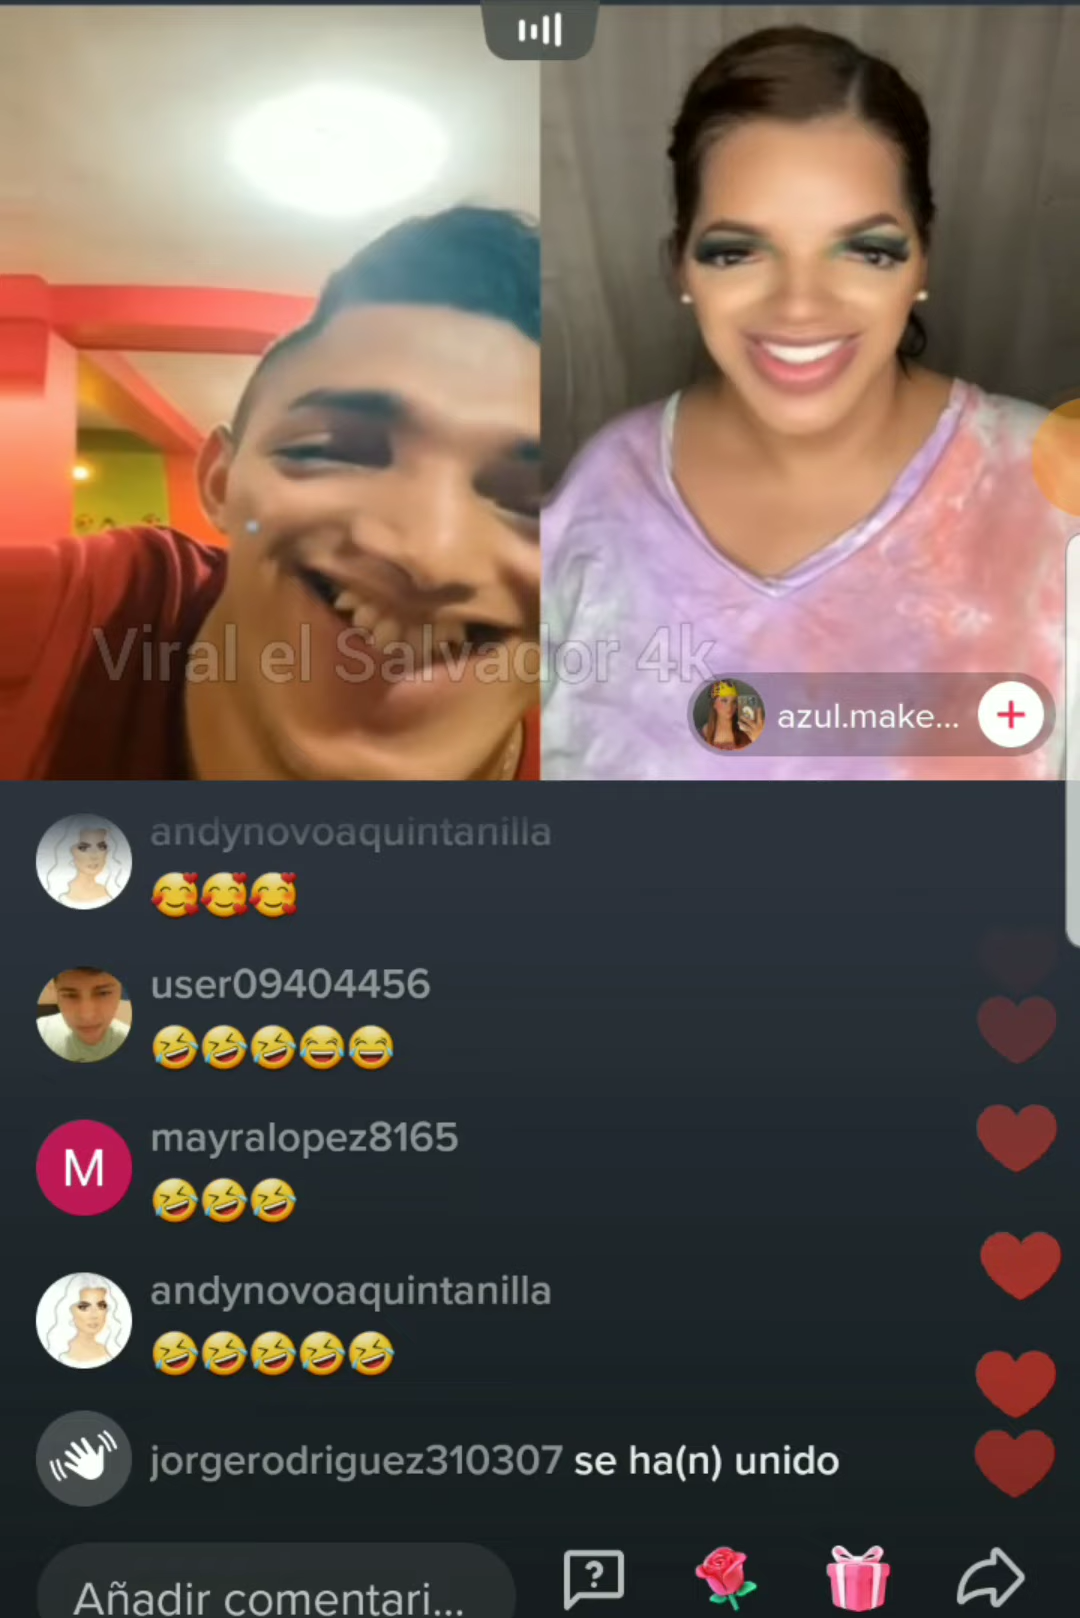 Viral el Salvador 4k
azul.make...
andynovoaquintanilla
🥰🥰🥰
user09404456
🤣🤣🤣😂😂
M
mayralopez8165
🤣🤣🤣
andynovoaquintanilla
🤣🤣🤣🤣🤣
jorgerodriguez310307 se ha(n) unido
Añadir comentari...
?